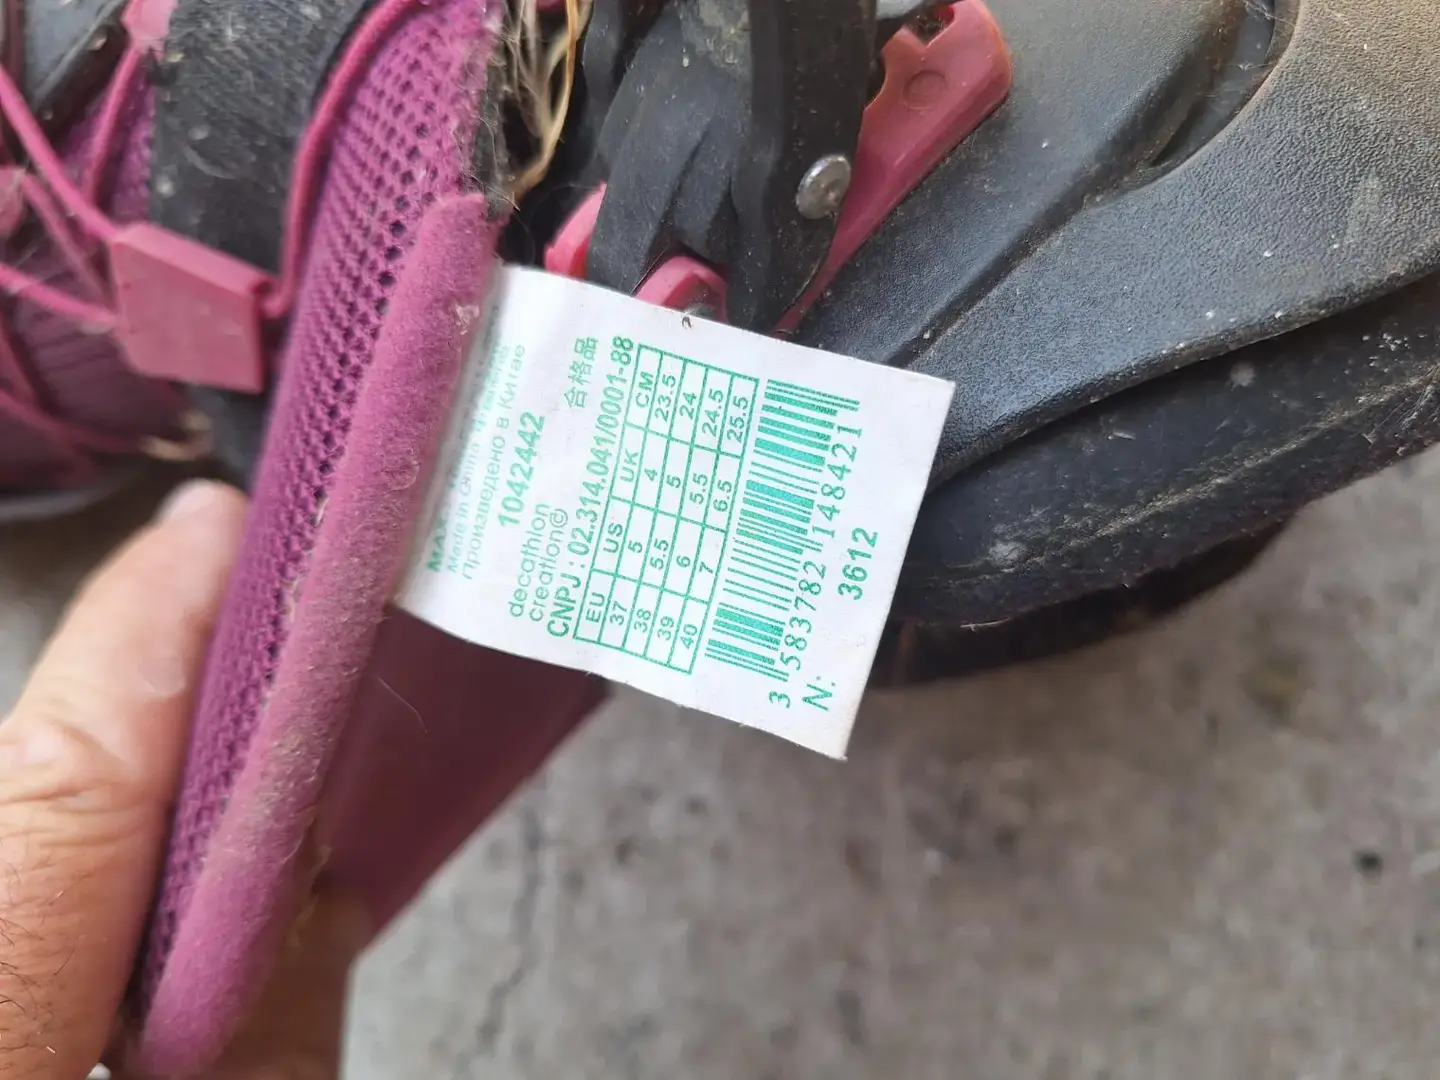 Made in China
Произведено в Китае
1042442
合格品
decathlon
creation©
CNPJ : 02.314.041/0001-88
EU US UK CM
37 5 4 23.5
38 5.5 5 24
39 6 5.5 24.5
40 7 6.5 25.5
3 583782 148421
N: 3612